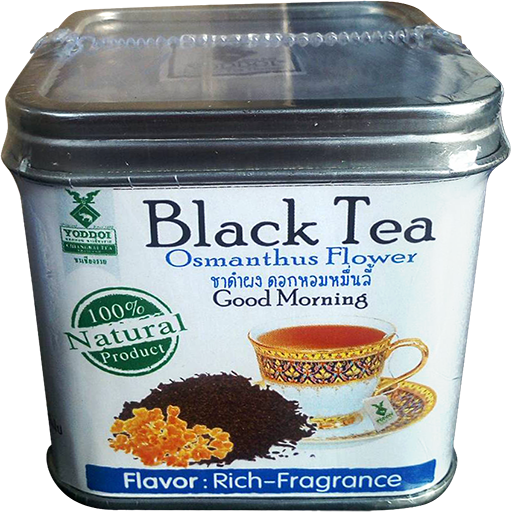 YODDOI
Black Tea
Osmanthus Flower
ชาดำผง ดอกหอมหมื่นลี้
Good Morning
100%
Natural
Product
Flavor : Rich-Fragrance